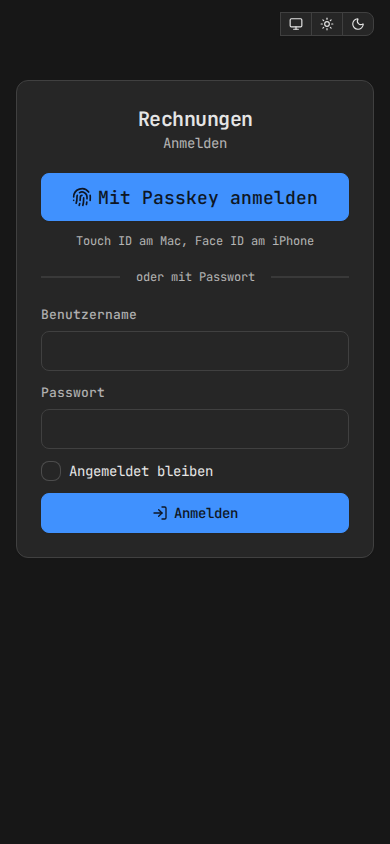 Rechnungen
Anmelden
Mit Passkey anmelden
Touch ID am Mac, Face ID am iPhone
oder mit Passwort
Benutzername
Passwort
Angemeldet bleiben
Anmelden